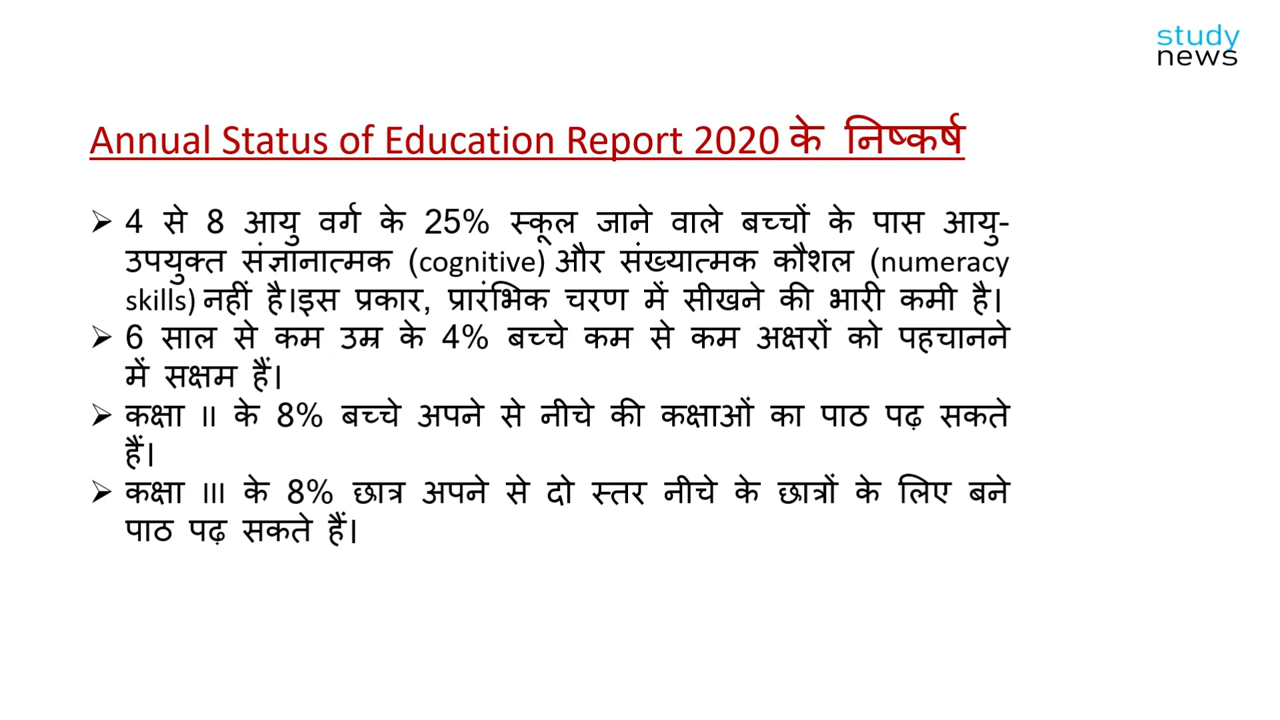 study
news
Annual Status of Education Report 2020 के निष्कर्ष
➢ 4 से 8 आयु वर्ग के 25% स्कूल जाने वाले बच्चों के पास आयु-
उपयुक्त संज्ञानात्मक (cognitive) और संख्यात्मक कौशल (numeracy
skills) नहीं है।इस प्रकार, प्रारंभिक चरण में सीखने की भारी कमी है।
➢ 6 साल से कम उम्र के 4% बच्चे कम से कम अक्षरों को पहचानने
में सक्षम हैं।
➢ कक्षा II के 8% बच्चे अपने से नीचे की कक्षाओं का पाठ पढ़ सकते
हैं।
➢ कक्षा III के 8% छात्र अपने से दो स्तर नीचे के छात्रों के लिए बने
पाठ पढ़ सकते हैं।